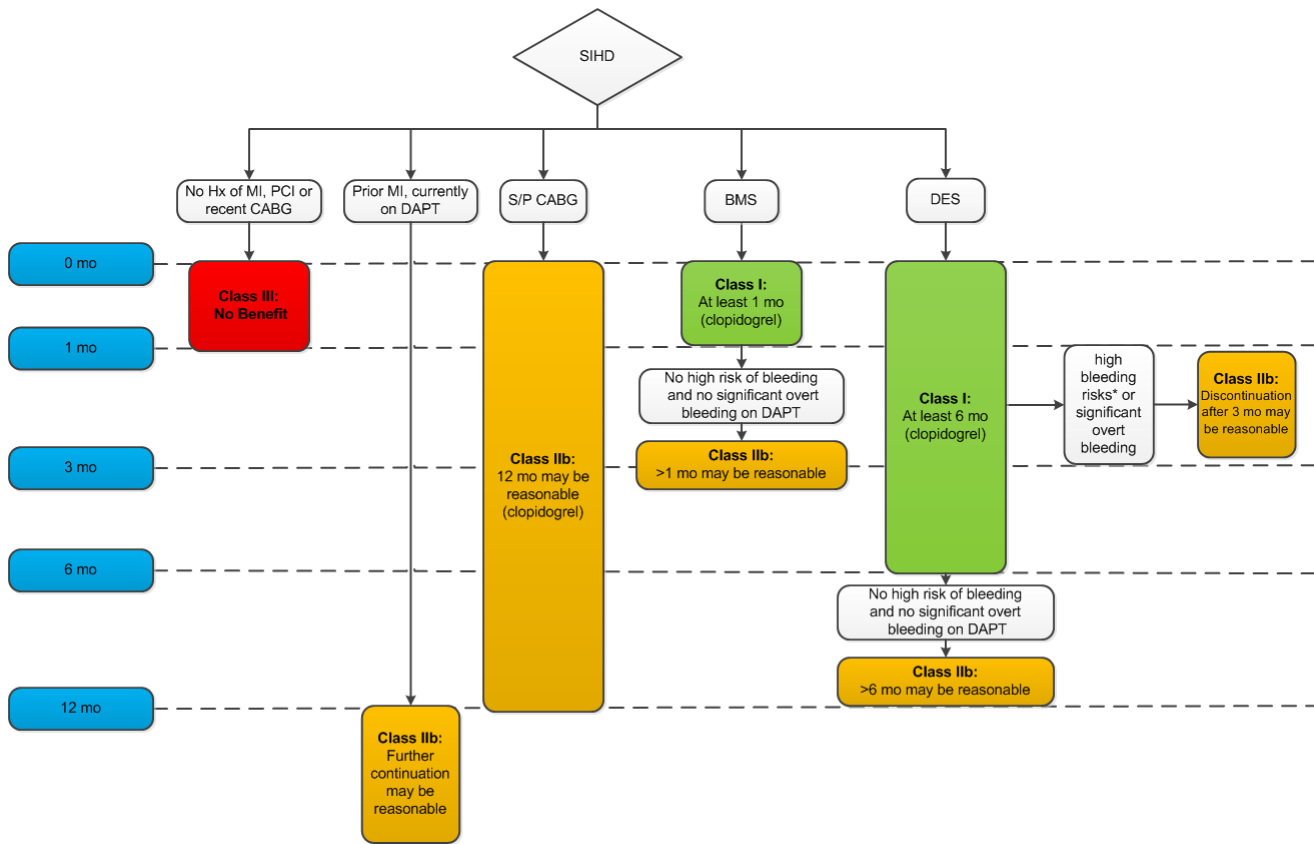 SIHD
No Hx of MI, PCI or
recent CABG
Prior MI, currently
on DAPT
S/P CABG
BMS
DES
0 mo
Class III:
No Benefit
Class IIb:
12 mo may be
reasonable
(clopidogrel)
Class I:
At least 1 mo
(clopidogrel)
Class I:
At least 6 mo
(clopidogrel)
1 mo
No high risk of bleeding
and no significant overt
bleeding on DAPT
high
bleeding
risks* or
significant
overt
bleeding
Class IIb:
Discontinuation
after 3 mo may
be reasonable
3 mo
Class IIb:
>1 mo may be reasonable
6 mo
No high risk of bleeding
and no significant overt
bleeding on DAPT
Class IIb:
>6 mo may be reasonable
12 mo
Class IIb:
Further
continuation
may be
reasonable